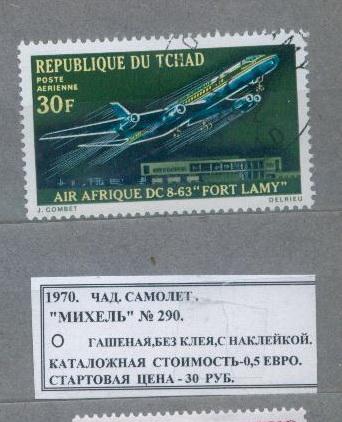 REPUBLIQUE DU TCHAD
POSTE
AERIENNE
30F
AIR AFRIQUE DC 8-63 "FORT LAMY"
J. COMBET DELRIEU
1970. ЧАД. САМОЛЕТ.
"МИХЕЛЬ" № 290.
О ГАШЕНАЯ,БЕЗ КЛЕЯ,С НАКЛЕЙКОЙ.
КАТАЛОЖНАЯ СТОИМОСТЬ-0,5 ЕВРО.
СТАРТОВАЯ ЦЕНА - 30 РУБ.